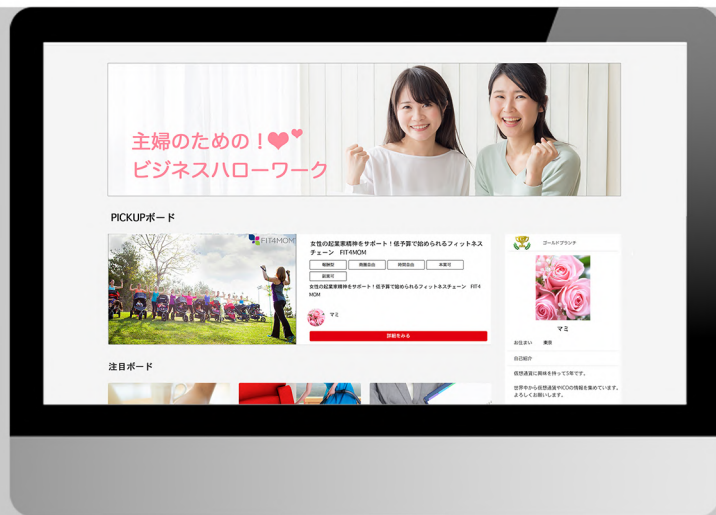 主婦のための!
ビジネスハローワーク
PICKUPボード
FIT4MOM
女性の起業家精神をサポート!低予算で始められるフィットネス
チェーン FIT4MOM
報酬型
商圏自由
時間自由
本業可
副業可
女性の起業家精神をサポート!低予算で始められるフィットネスチェーン FIT4
MOM
マミ
詳細をみる
ゴールドブランチ
マミ
お住まい 東京
自己紹介
仮想通貨に興味を持って5年です。
世界中から仮想通貨やICOの情報を集めています。
よろしくお願いします。
注目ボード